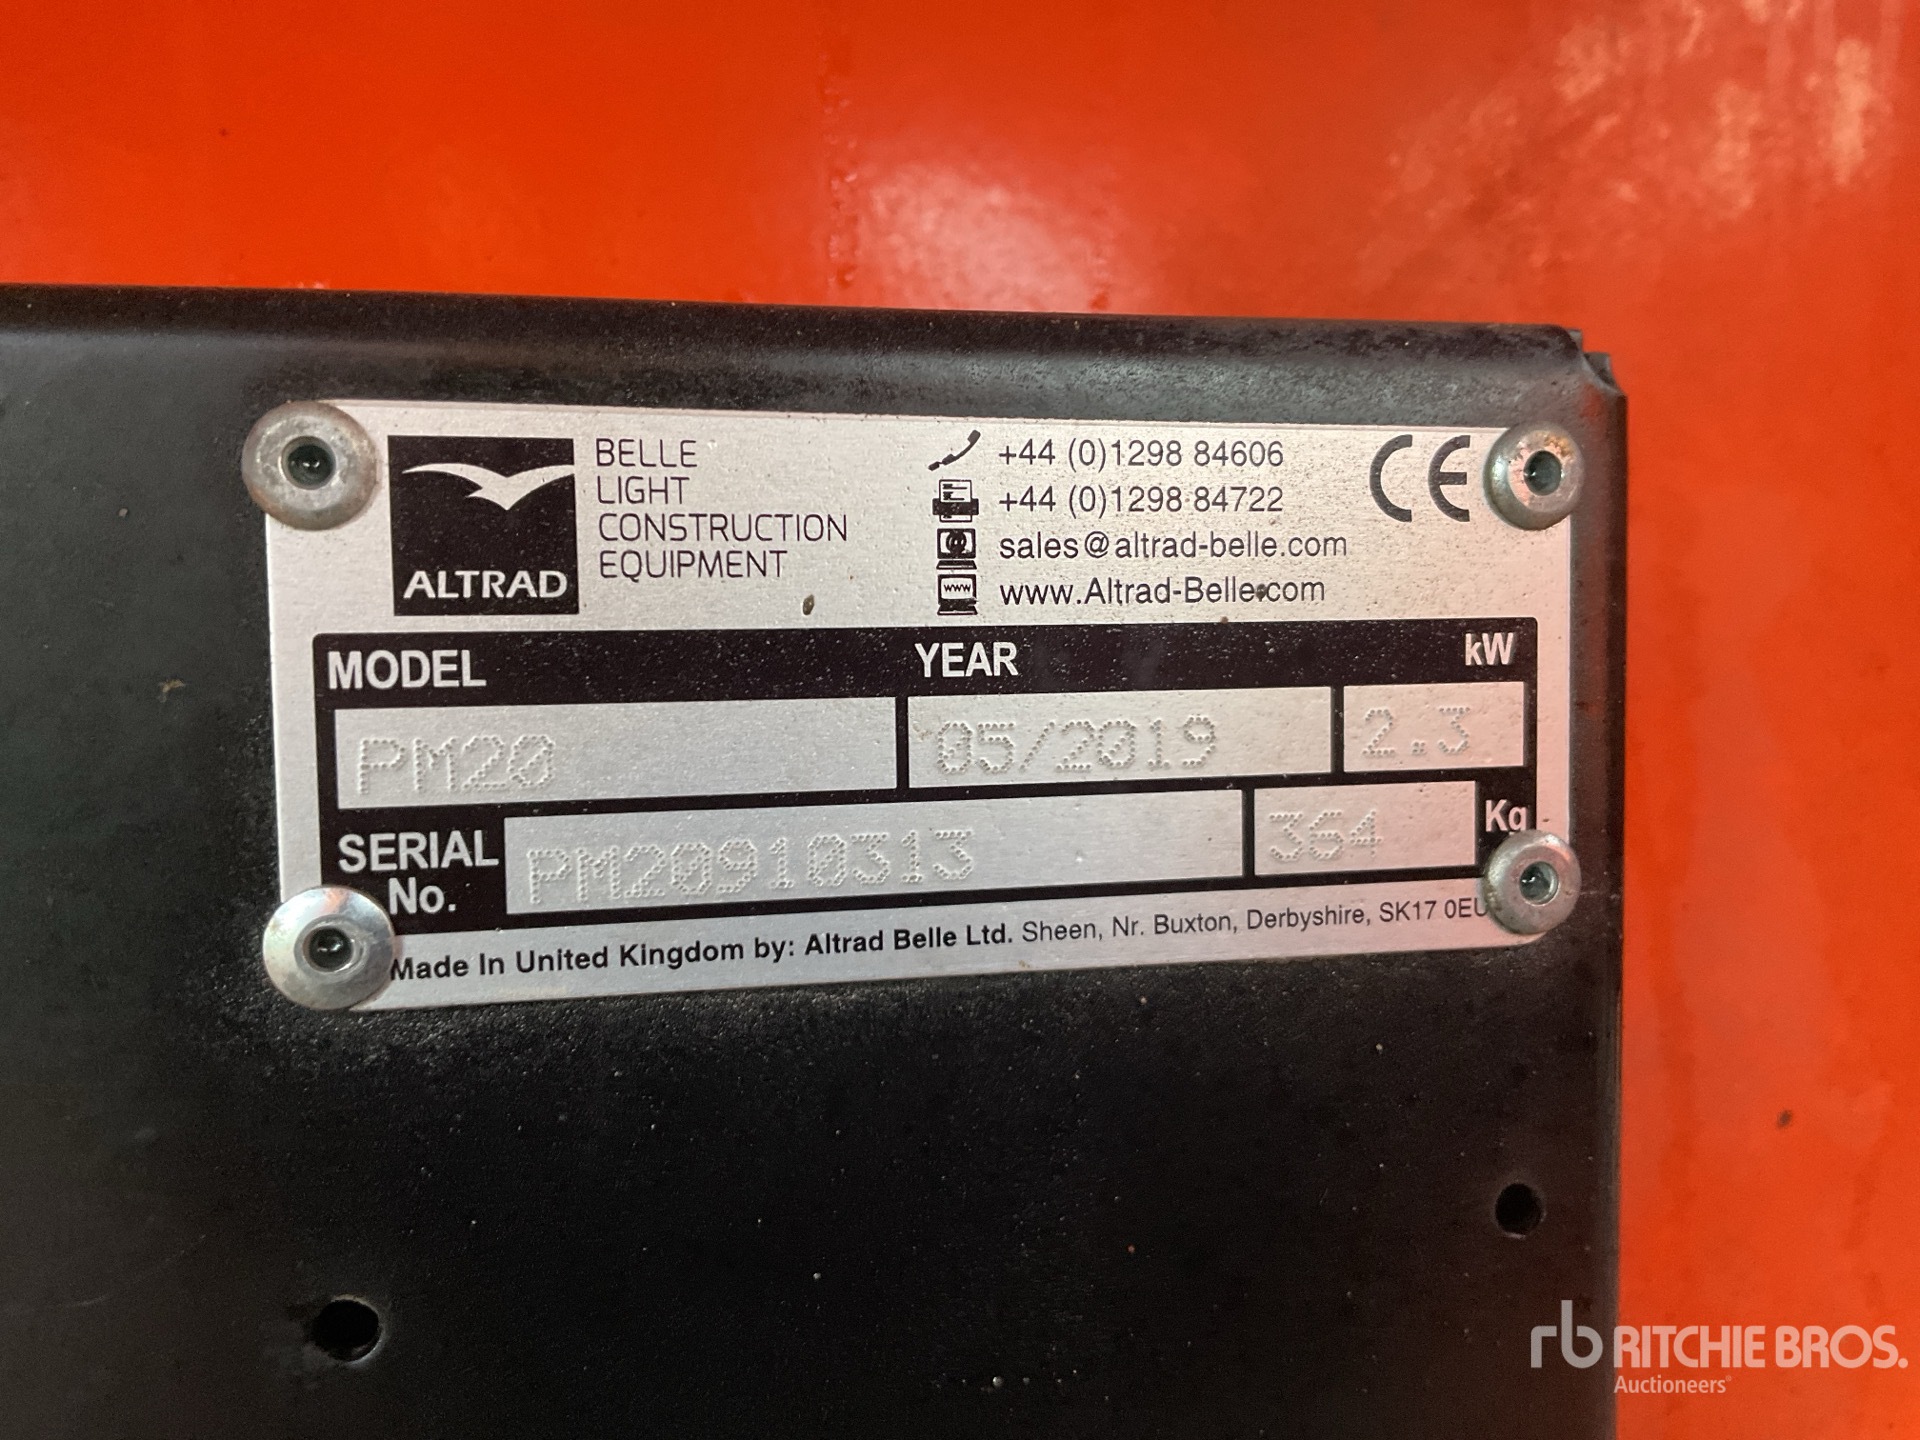 ALTRAD
BELLE
LIGHT
CONSTRUCTION
EQUIPMENT
+44 (0)1298 84606
+44 (0)1298 84722
sales@altrad-belle.com
www
www.Altrad-Belle.com
CE
MODEL YEAR kW
PM20 05/2019 2.3
SERIAL No. PM20910313 364 Kg
Made In United Kingdom by: Altrad Belle Ltd. Sheen, Nr. Buxton, Derbyshire, SK17 0EU
rb RITCHIE BROS.
Auctioneers